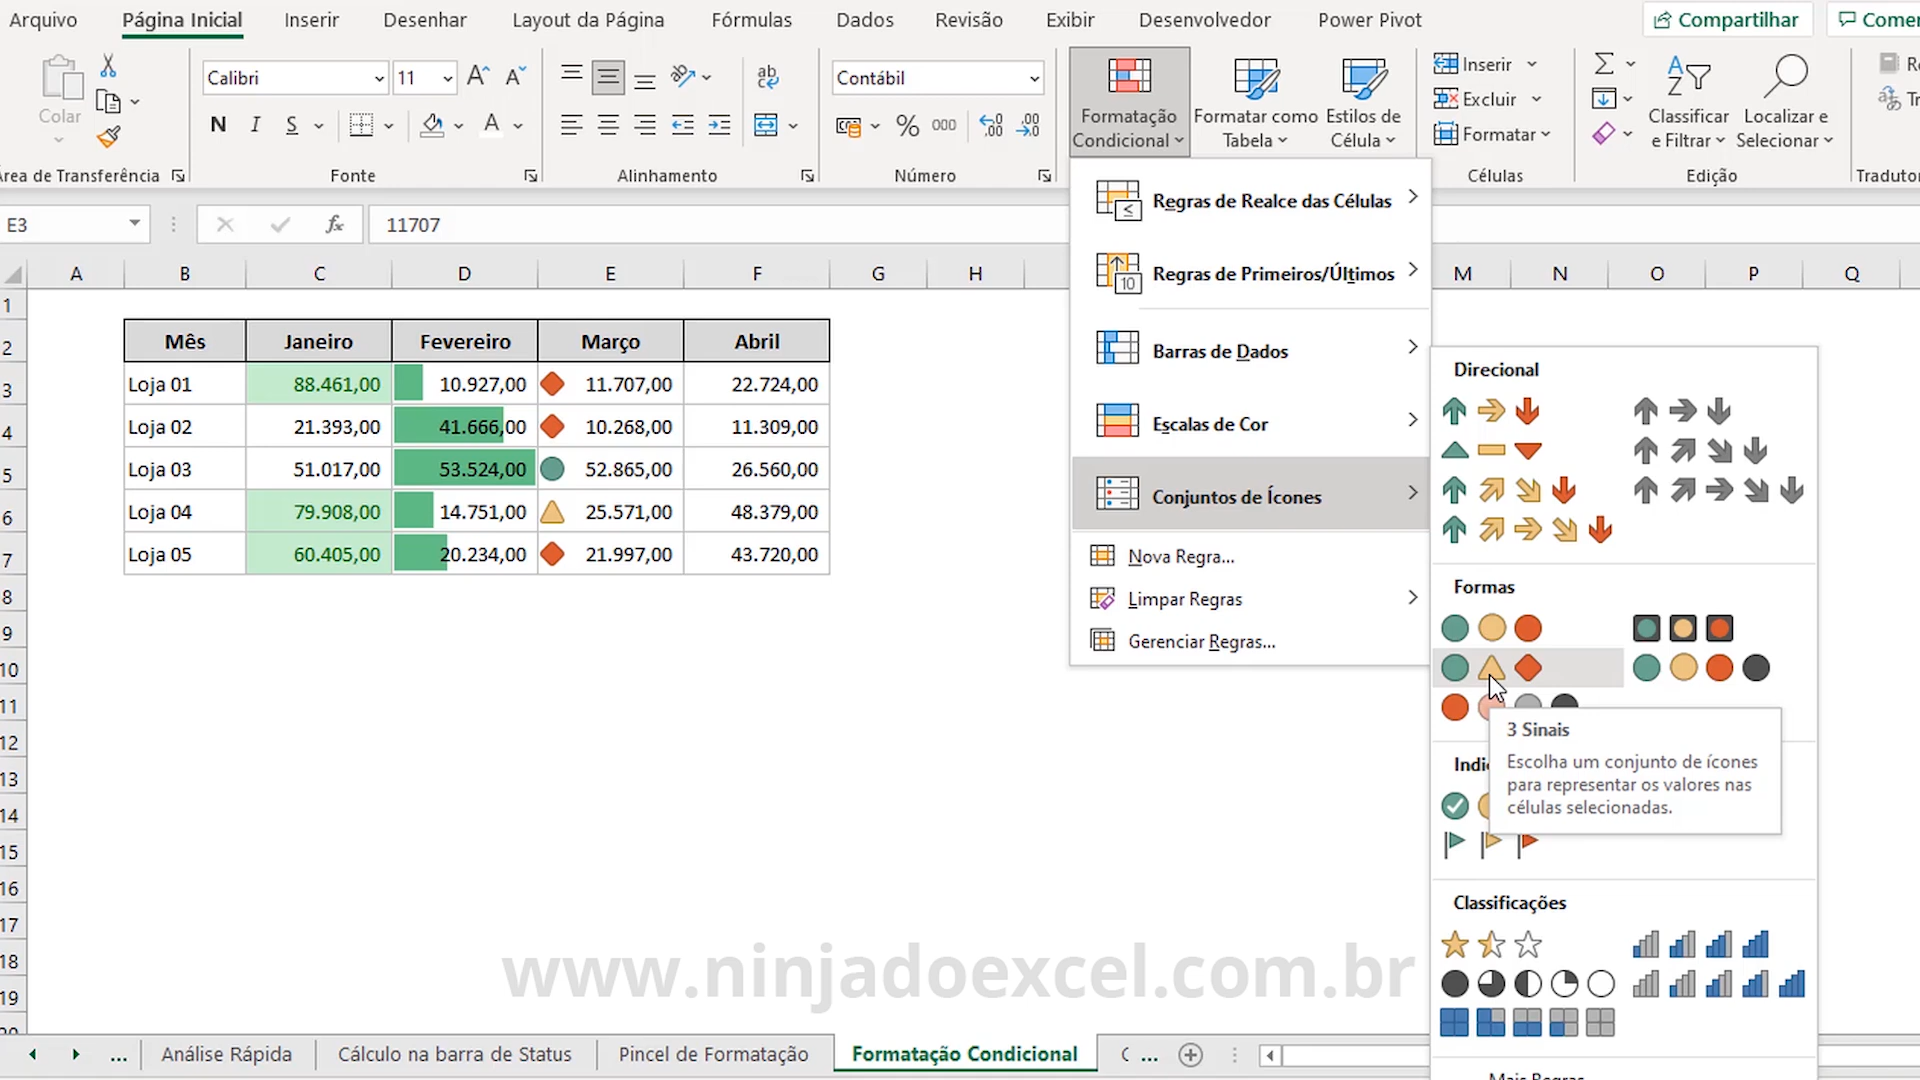 Arquivo Página Inicial Inserir Desenhar Layout da Página Fórmulas Dados Revisão Exibir Desenvolvedor Power Pivot Compartilhar
Colar
Calibri 11
N I S A
Contábil
% 000
Formatação Condicional
Formatar como Tabela
Estilos de Célula
Inserir
Excluir
Formatar
Classificar e Filtrar
Localizar e Selecionar
Área de Transferência Fonte Alinhamento Número Células Edição
E3 fx 11707
A B C D E F G H M N O P Q
1
2 Mês Janeiro Fevereiro Março Abril
3 Loja 01 88.461,00 10.927,00 11.707,00 22.724,00
4 Loja 02 21.393,00 41.666,00 10.268,00 11.309,00
5 Loja 03 51.017,00 53.524,00 52.865,00 26.560,00
6 Loja 04 79.908,00 14.751,00 25.571,00 48.379,00
7 Loja 05 60.405,00 20.234,00 21.997,00 43.720,00
8
9
10
11
12
13
14
15
16
17
18
19
Regras de Realce das Células
Regras de Primeiros/Últimos
10
Barras de Dados
Escalas de Cor
Conjuntos de Ícones
Nova Regra...
Limpar Regras
Gerenciar Regras...
Direcional
Formas
3 Sinais
Escolha um conjunto de ícones
para representar os valores nas
células selecionadas.
Classificações
Mais Regras
www.ninjadoexcel.com.br
... Análise Rápida Cálculo na barra de Status Pincel de Formatação Formatação Condicional ...